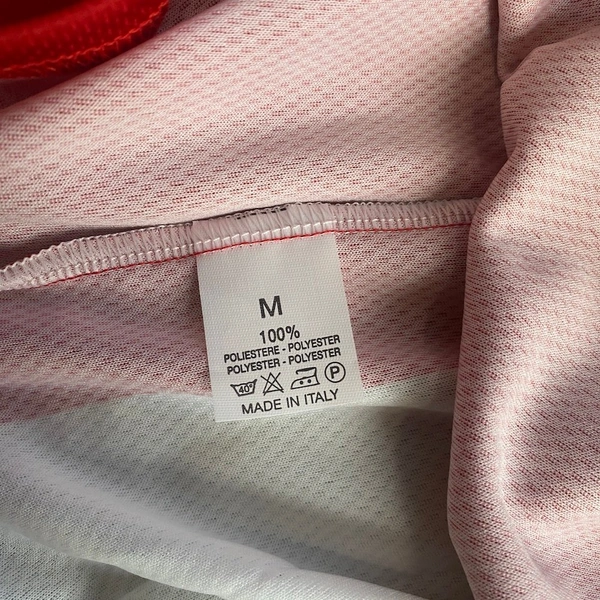 M
100%
POLIESTERE - POLYESTER
POLYESTER - POLYESTER
40° P
MADE IN ITALY